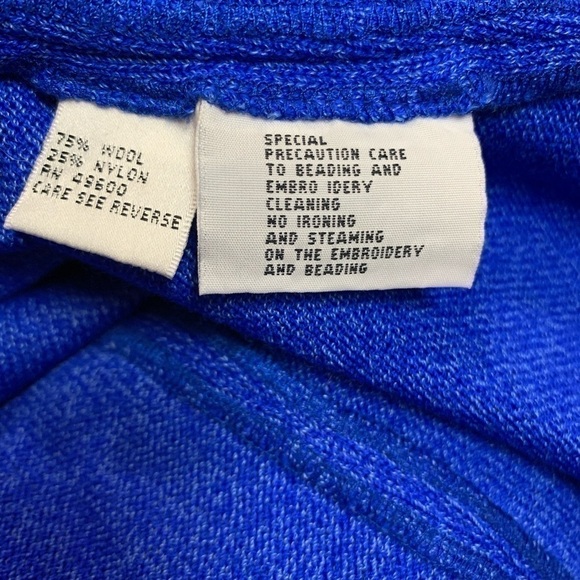 75% WOOL
25% NYLON
RN 49500
CARE SEE REVERSE
SPECIAL
PRECAUTION CARE
TO BEADING AND
EMBRO IDERY
CLEANING
NO IRONING
AND STEAMING
ON THE EMBROIDERY
AND BEADING